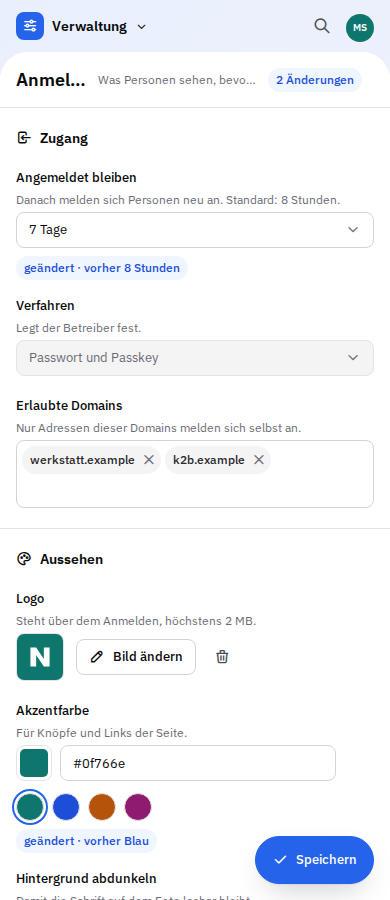 Verwaltung
MS
Anmel...
Was Personen sehen, bevo...
2 Änderungen
Zugang
Angemeldet bleiben
Danach melden sich Personen neu an. Standard: 8 Stunden.
7 Tage
geändert · vorher 8 Stunden
Verfahren
Legt der Betreiber fest.
Passwort und Passkey
Erlaubte Domains
Nur Adressen dieser Domains melden sich selbst an.
werkstatt.example
k2b.example
Aussehen
Logo
Steht über dem Anmelden, höchstens 2 MB.
N
Bild ändern
Akzentfarbe
Für Knöpfe und Links der Seite.
#0f766e
geändert · vorher Blau
Speichern
Hintergrund abdunkeln